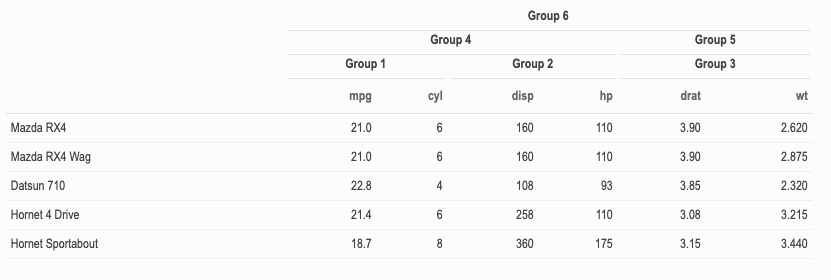 Group 6
Group 4 Group 5
Group 1 Group 2 Group 3
mpg cyl disp hp drat wt
Mazda RX4 21.0 6 160 110 3.90 2.620
Mazda RX4 Wag 21.0 6 160 110 3.90 2.875
Datsun 710 22.8 4 108 93 3.85 2.320
Hornet 4 Drive 21.4 6 258 110 3.08 3.215
Hornet Sportabout 18.7 8 360 175 3.15 3.440